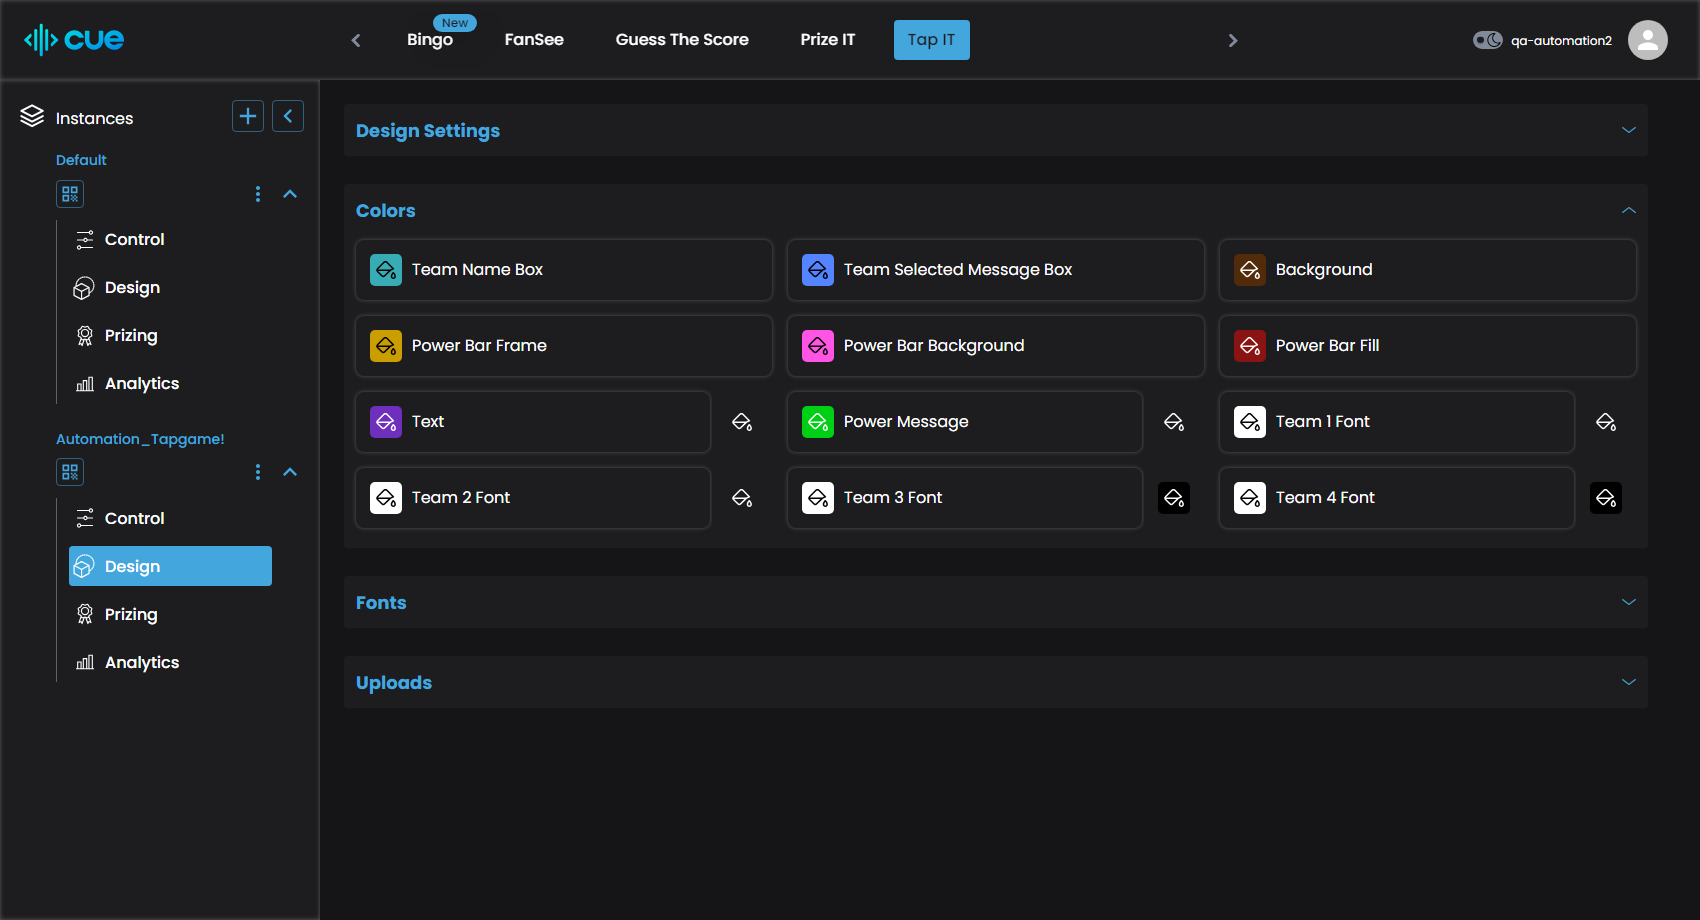 cue
New
Bingo
FanSee
Guess The Score
Prize IT
Tap IT
qa-automation2
Instances
Default
Control
Design
Prizing
Analytics
Automation_Tapgame!
Control
Design
Prizing
Analytics
Design Settings
Colors
Team Name Box
Team Selected Message Box
Background
Power Bar Frame
Power Bar Background
Power Bar Fill
Text
Power Message
Team 1 Font
Team 2 Font
Team 3 Font
Team 4 Font
Fonts
Uploads